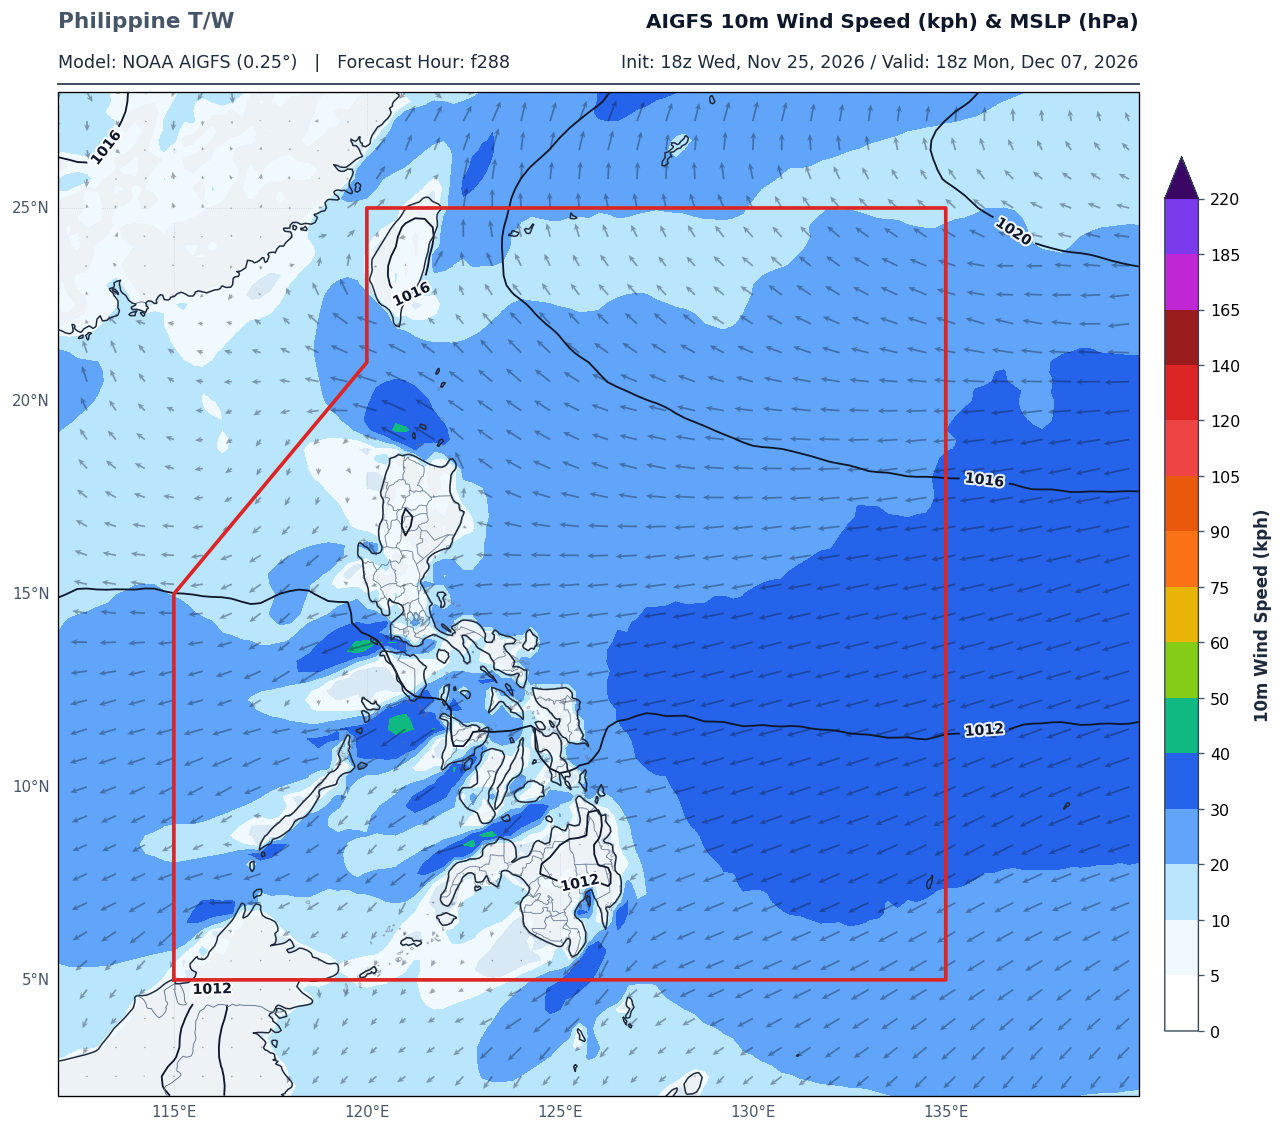 Philippine T/W
AIGFS 10m Wind Speed (kph) & MSLP (hPa)
Model: NOAA AIGFS (0.25°) | Forecast Hour: f288
Init: 18z Wed, Nov 25, 2026 / Valid: 18z Mon, Dec 07, 2026
1016
1020
1016
1016
1012
1012
1012
25°N
20°N
15°N
10°N
5°N
115°E
120°E
125°E
130°E
135°E
220
185
165
140
120
105
90
75
60
50
40
30
20
10
5
0
10m Wind Speed (kph)